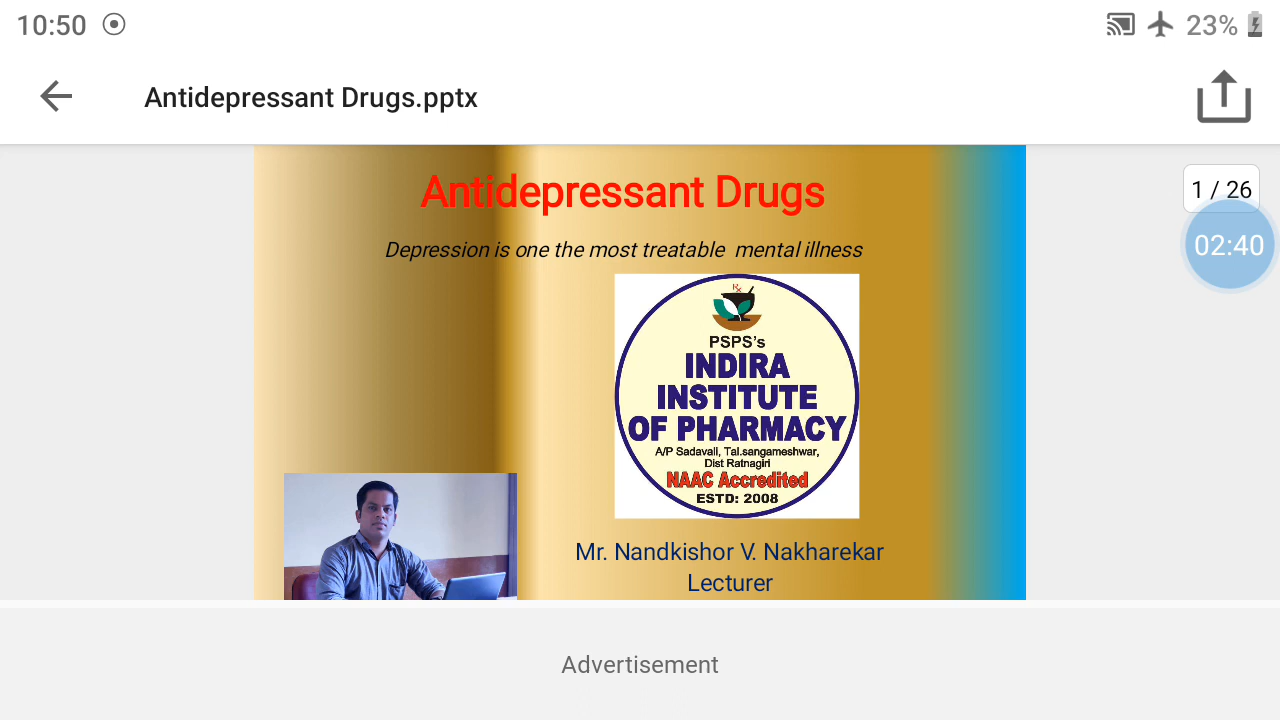 10:50
23%
Antidepressant Drugs.pptx
Antidepressant Drugs
1 / 26
Depression is one the most treatable mental illness
02:40
Rx
PSPS's
INDIRA
INSTITUTE
OF PHARMACY
A/P Sadavali, Tal.sangameshwar,
Dist Ratnagiri
NAAC Accredited
ESTD: 2008
Mr. Nandkishor V. Nakharekar
Lecturer
Advertisement